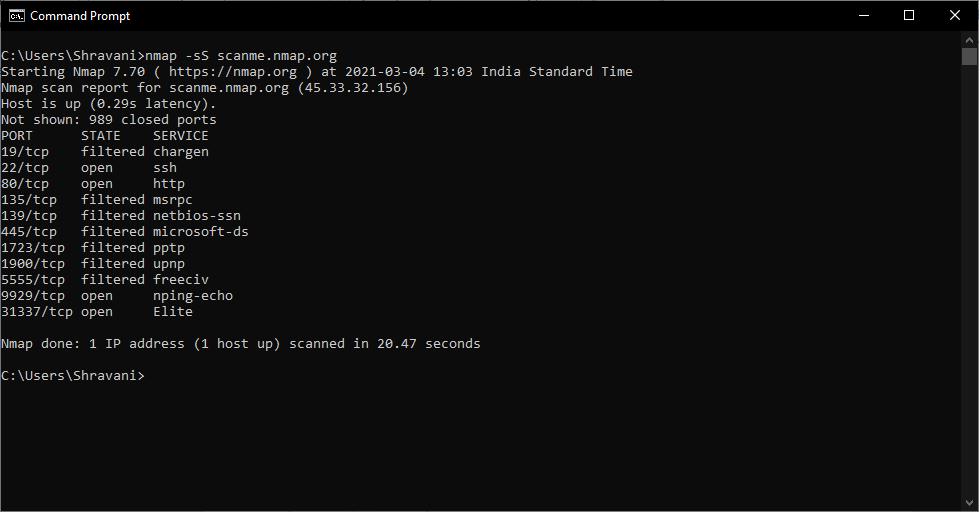 Command Prompt
C:\Users\Shravani>nmap -sS scanme.nmap.org
Starting Nmap 7.70 ( https://nmap.org ) at 2021-03-04 13:03 India Standard Time
Nmap scan report for scanme.nmap.org (45.33.32.156)
Host is up (0.29s latency).
Not shown: 989 closed ports
PORT      STATE    SERVICE
19/tcp    filtered chargen
22/tcp    open     ssh
80/tcp    open     http
135/tcp   filtered msrpc
139/tcp   filtered netbios-ssn
445/tcp   filtered microsoft-ds
1723/tcp  filtered pptp
1900/tcp  filtered upnp
5555/tcp  filtered freeciv
9929/tcp  open     nping-echo
31337/tcp open     Elite
Nmap done: 1 IP address (1 host up) scanned in 20.47 seconds
C:\Users\Shravani>